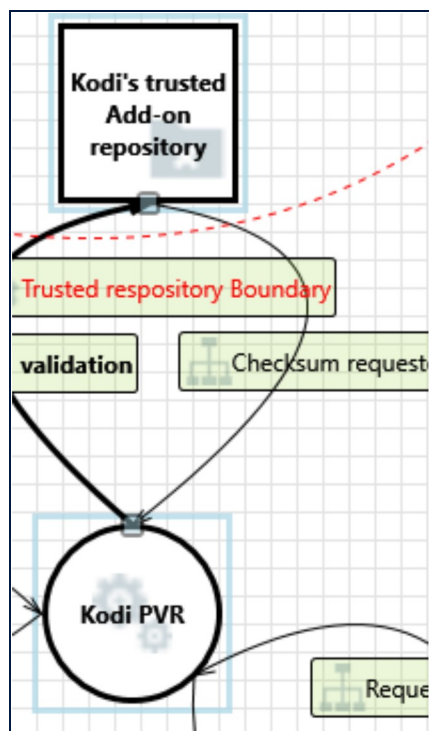 Kodi's trusted
Add-on
repository
Trusted respository Boundary
validation
Checksum requeste
Kodi PVR
Reque